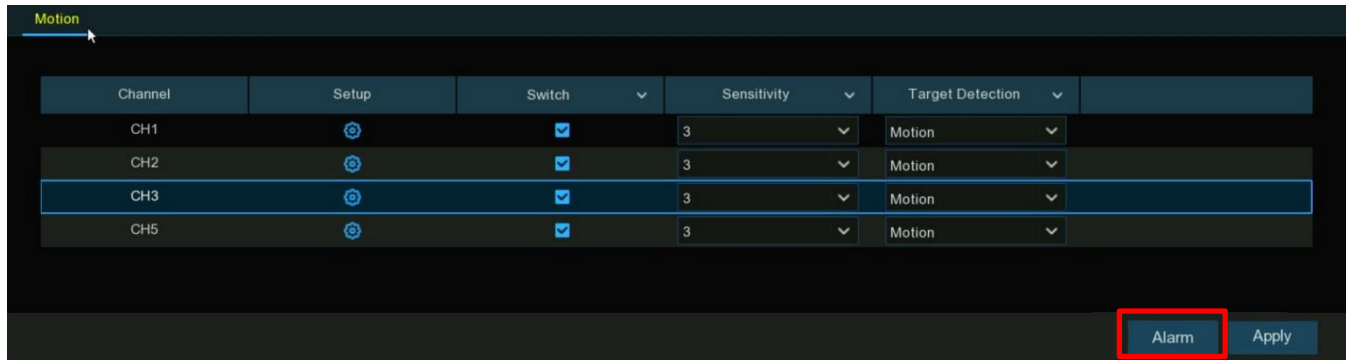 Motion
Channel Setup Switch Sensitivity Target Detection
CH1 3 Motion
CH2 3 Motion
CH3 3 Motion
CH5 3 Motion
Alarm Apply